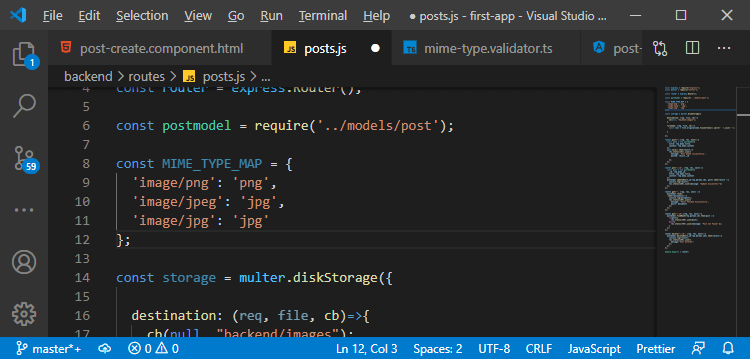 File Edit Selection View Go Run Terminal Help ● posts.js - first-app - Visual Studio ...
post-create.component.html JS posts.js ● TS mime-type.validator.ts post- ...
backend > routes > JS posts.js > ...
4 const router = express.Router();
5
6 const postmodel = require('../models/post');
7
8 const MIME_TYPE_MAP = {
9 'image/png': 'png',
10 'image/jpeg': 'jpg',
11 'image/jpg': 'jpg'
12 };
13
14 const storage = multer.diskStorage({
15
16 destination: (req, file, cb)=>{
17 cb(null, "backend/images");
1
59
master*+ 0 0 Ln 12, Col 3 Spaces: 2 UTF-8 CRLF JavaScript Prettier